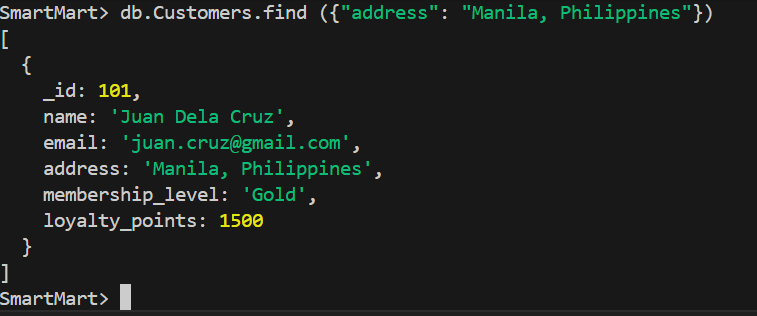 SmartMart> db.Customers.find ({"address": "Manila, Philippines"})
[
  {
    _id: 101,
    name: 'Juan Dela Cruz',
    email: 'juan.cruz@gmail.com',
    address: 'Manila, Philippines',
    membership_level: 'Gold',
    loyalty_points: 1500
  }
]
SmartMart>